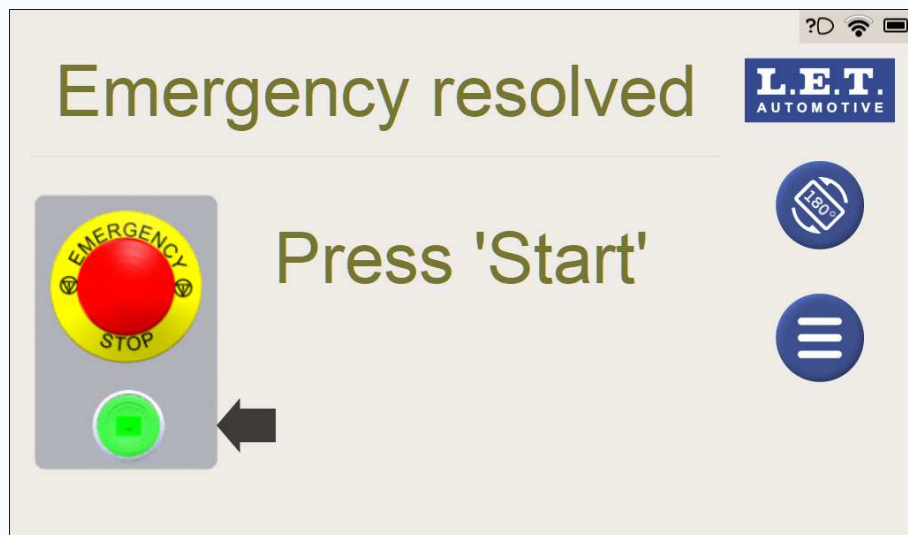 ?
Emergency resolved
L.E.T.
AUTOMOTIVE
EMERGENCY
STOP
Press 'Start'
180°